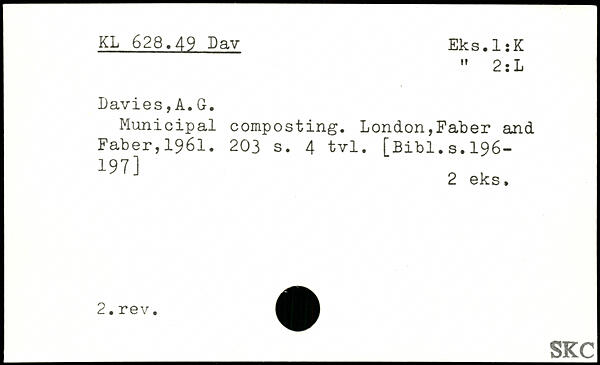 KL 628.49 Dav
Eks.1:K
" 2:L
Davies,A.G.
Municipal composting. London,Faber and
Faber,1961. 203 s. 4 tvl. [Bibl.s.196-
197]
2 eks.
2.rev.
SKC